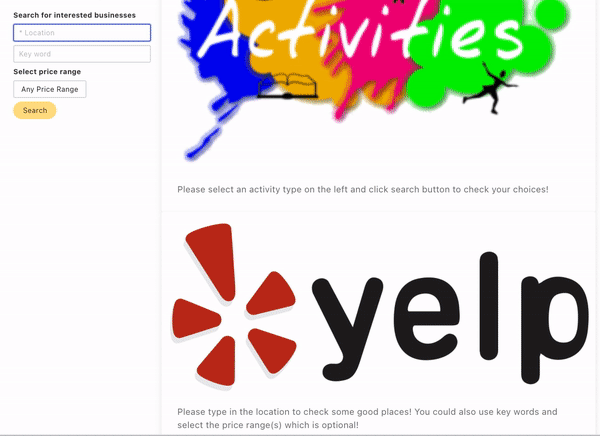 Search for interested businesses
* Location
Key word
Select price range
Any Price Range
Search
Activities
Please select an activity type on the left and click search button to check your choices!
yelp
Please type in the location to check some good places! You could also use key words and
select the price range(s) which is optional!